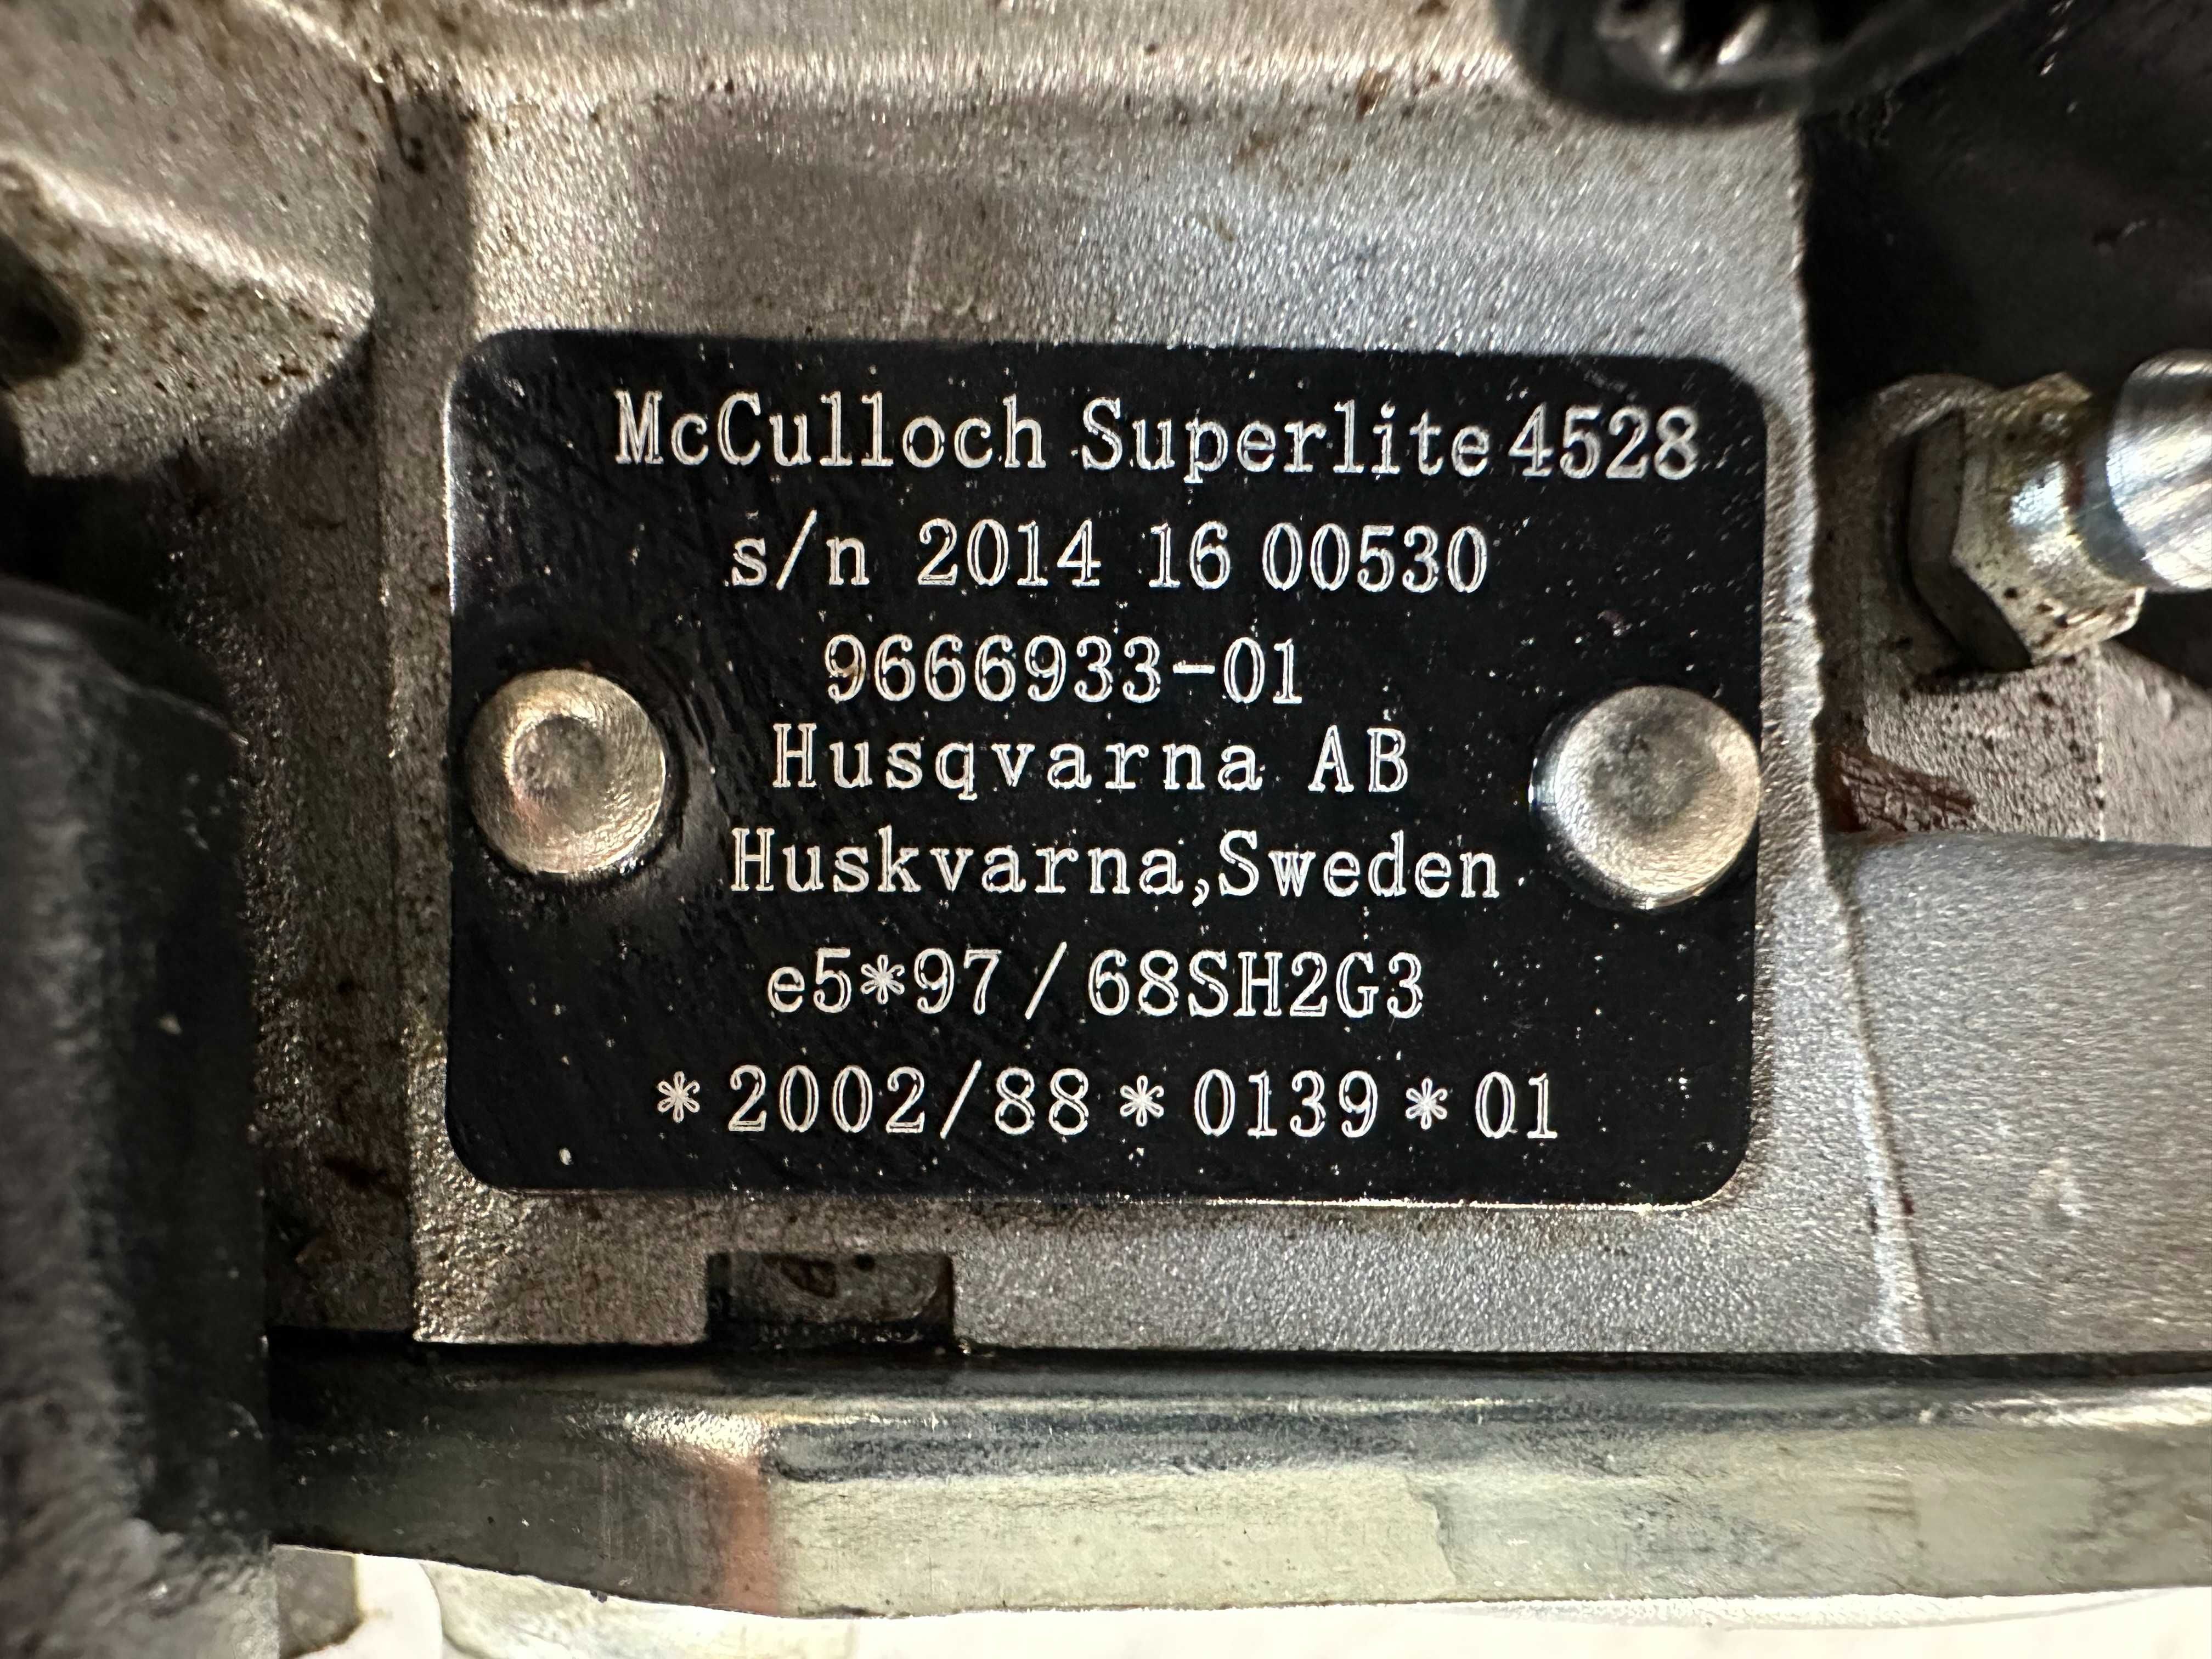 McCulloch Superlite 4528
s/n 2014 16 00530
9666933-01
Husqvarna AB
Huskvarna,Sweden
e5*97/68SH2G3
*2002/88*0139*01